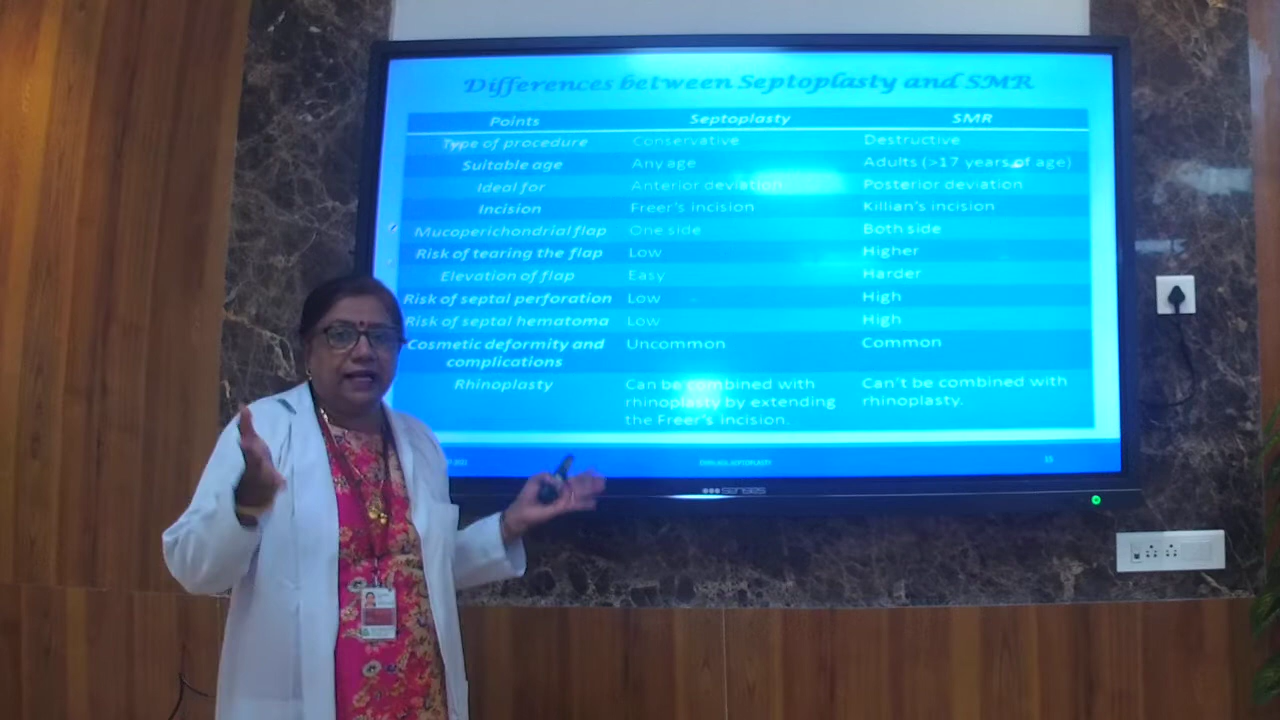 Differences between Septoplasty and SMR
Points Septoplasty SMR
Type of procedure Conservative Destructive
Suitable age Any age Adults (>17 years of age)
Ideal for Anterior deviation Posterior deviation
Incision Freer's incision Killian's incision
Mucoperichondrial flap One side Both side
Risk of tearing the flap Low Higher
Elevation of flap Easy Harder
Risk of septal perforation Low High
Risk of septal hematoma Low High
Cosmetic deformity and Uncommon Common
complications
Rhinoplasty Can be combined with Can't be combined with
rhinoplasty by extending rhinoplasty.
the Freer's incision.
15
senses